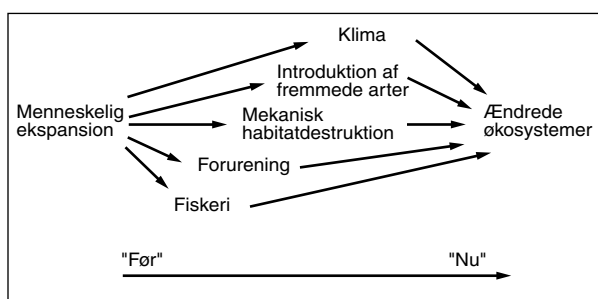 Klima
Introduktion af
fremmede arter
Menneskelig
ekspansion
Mekanisk
habitatdestruktion
Ændrede
økosystemer
Forurening
Fiskeri
"Før"
"Nu"